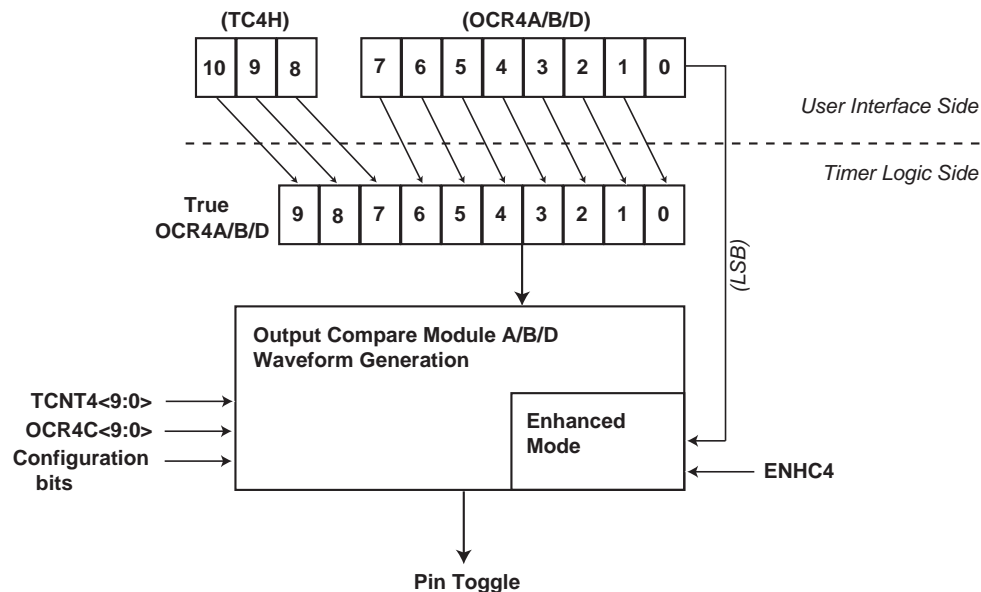 (TC4H) (OCR4A/B/D)
10 9 8 7 6 5 4 3 2 1 0
User Interface Side
Timer Logic Side
True
OCR4A/B/D
9 8 7 6 5 4 3 2 1 0
(LSB)
Output Compare Module A/B/D
Waveform Generation
TCNT4<9:0>
OCR4C<9:0>
Configuration
bits
Enhanced
Mode
ENHC4
Pin Toggle